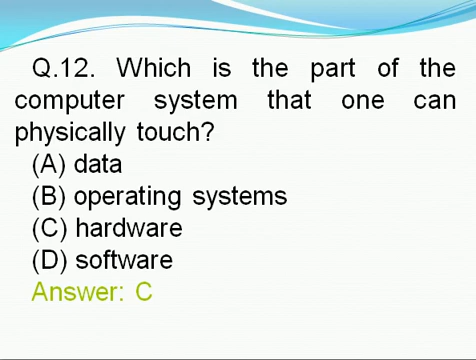 Q.12. Which is the part of the
computer system that one can
physically touch?
(A) data
(B) operating systems
(C) hardware
(D) software
Answer: C